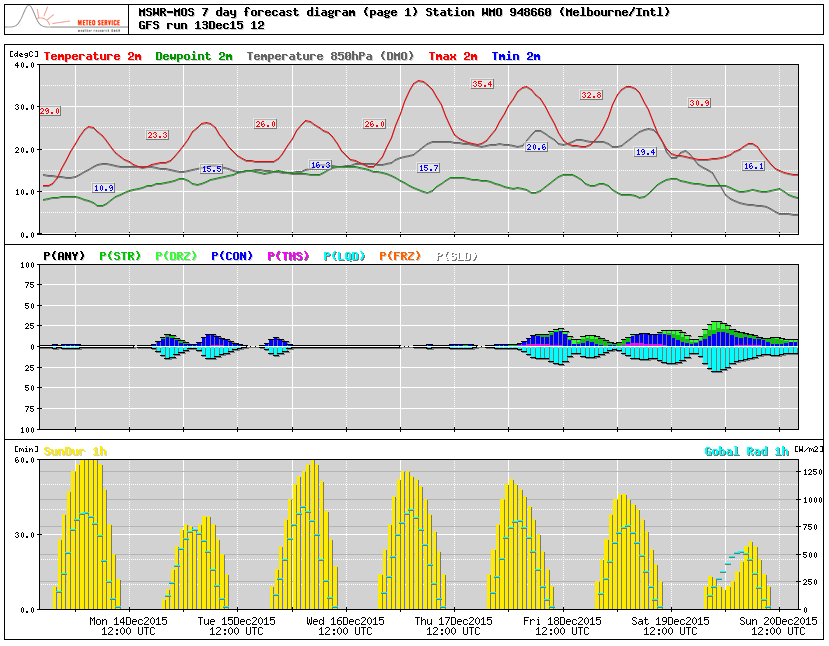 MSWR-MOS 7 day forecast diagram (page 1) Station WMO 948660 (Melbourne/Intl)
GFS run 13Dec15 12
METEO SERVICE
weather research GmbH
[degC] Temperature 2m Dewpoint 2m Temperature 850hPa (DMO) Tmax 2m Tmin 2m
40.0
30.0
20.0
10.0
0.0
29.0 23.3 26.0 26.0 35.4 32.8 30.9
10.9 15.5 16.3 15.7 20.6 19.4 16.1
P(ANY) P(STR) P(DRZ) P(CON) P(THS) P(LQD) P(FRZ) P(SLD)
100
75
50
25
0
25
50
75
100
[min] SunDur 1h Gobal Rad 1h [W/m2]
60.0
30.0
0.0
1250
1000
750
500
250
0
Mon 14Dec2015 Tue 15Dec2015 Wed 16Dec2015 Thu 17Dec2015 Fri 18Dec2015 Sat 19Dec2015 Sun 20Dec2015
12:00 UTC 12:00 UTC 12:00 UTC 12:00 UTC 12:00 UTC 12:00 UTC 12:00 UTC